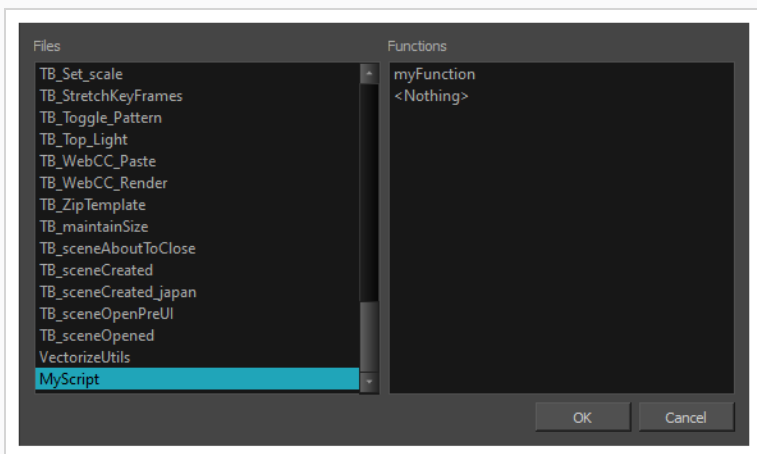 Files
TB_Set_scale
TB_StretchKeyFrames
TB_Toggle_Pattern
TB_Top_Light
TB_WebCC_Paste
TB_WebCC_Render
TB_ZipTemplate
TB_maintainSize
TB_sceneAboutToClose
TB_sceneCreated
TB_sceneCreated_japan
TB_sceneOpenPreUI
TB_sceneOpened
VectorizeUtils
MyScript
Functions
myFunction
<Nothing>
OK
Cancel